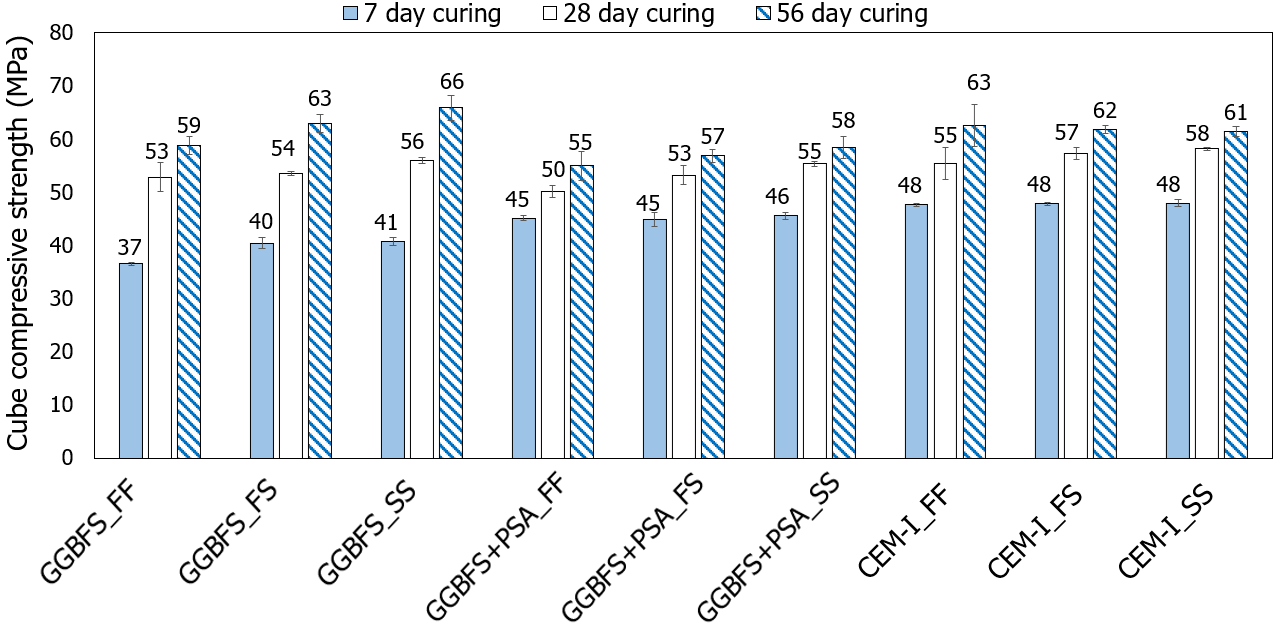 7 day curing 28 day curing 56 day curing
Cube compressive strength (MPa)
80
70
60
50
40
30
20
10
0
37 53 59
40 54 63
41 56 66
45 50 55
45 53 57
46 55 58
48 55 63
48 57 62
48 58 61
GGBFS_FF
GGBFS_FS
GGBFS_SS
GGBFS+PSA_FF
GGBFS+PSA_FS
GGBFS+PSA_SS
CEM-I_FF
CEM-I_FS
CEM-I_SS